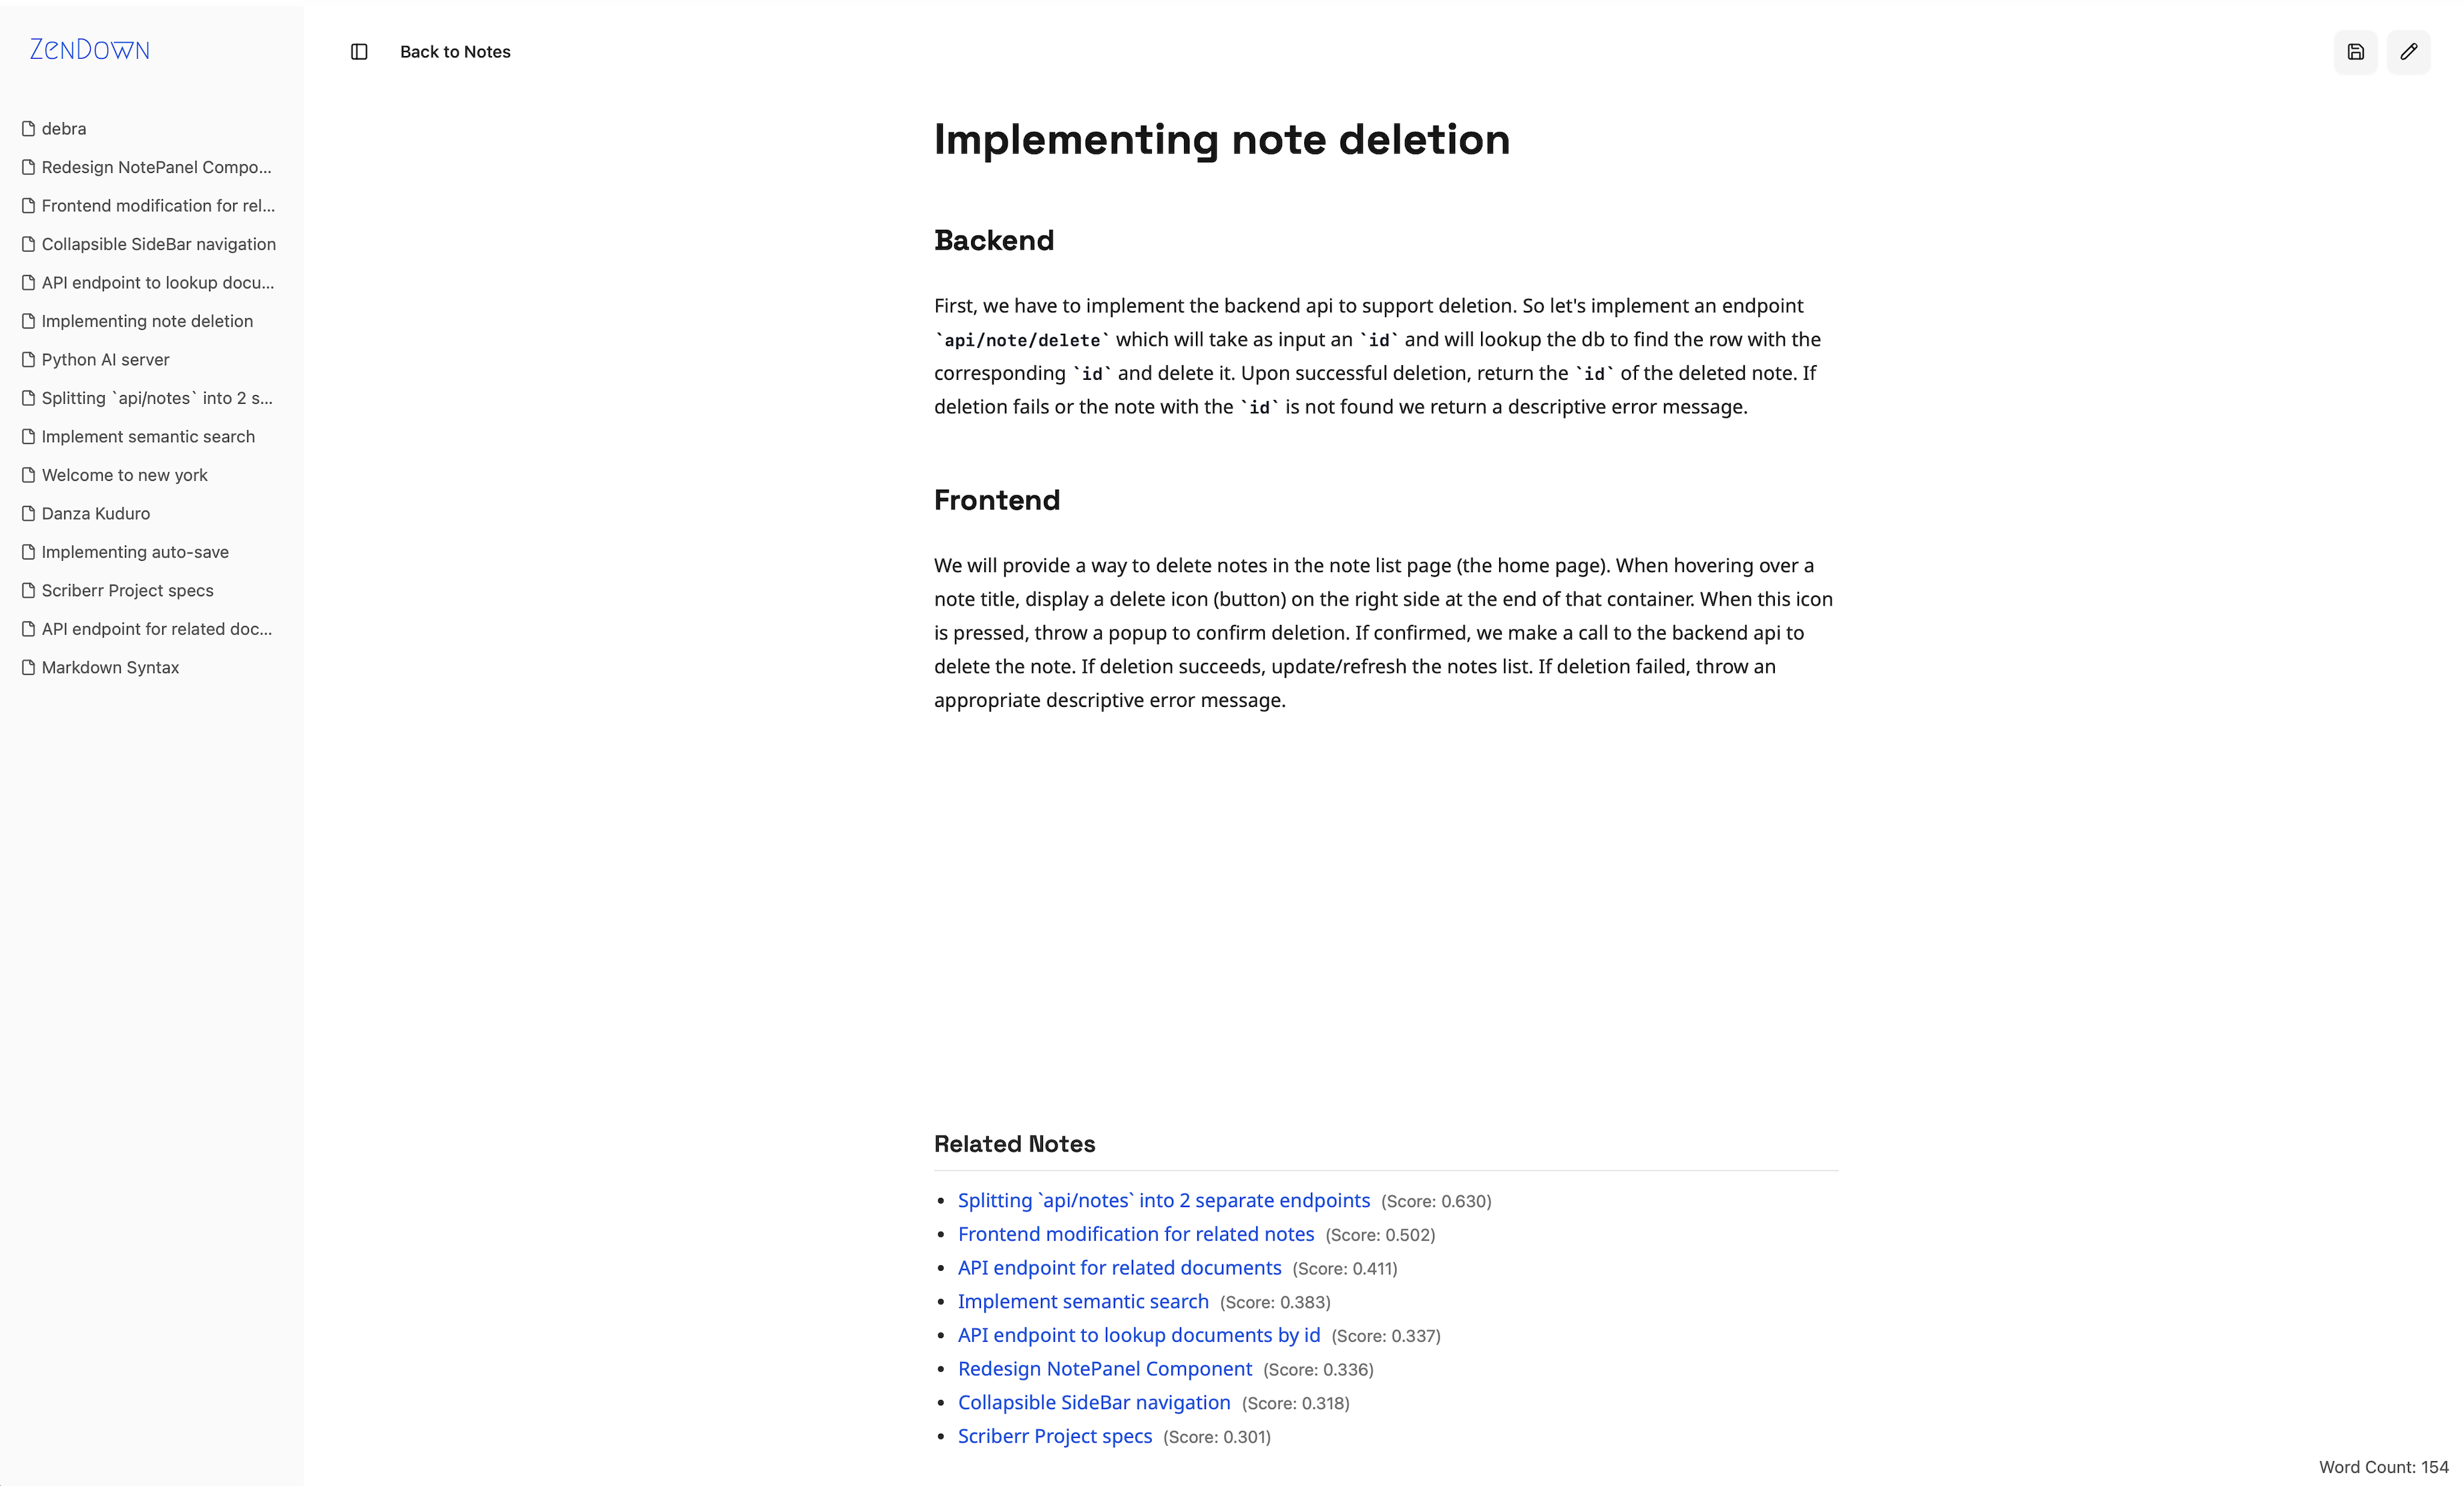 ZENDOWN
debra
Redesign NotePanel Compo...
Frontend modification for rel...
Collapsible SideBar navigation
API endpoint to lookup docu...
Implementing note deletion
Python AI server
Splitting `api/notes` into 2 s...
Implement semantic search
Welcome to new york
Danza Kuduro
Implementing auto-save
Scriberr Project specs
API endpoint for related doc...
Markdown Syntax
Back to Notes
Implementing note deletion
Backend
First, we have to implement the backend api to support deletion. So let's implement an endpoint
`api/note/delete` which will take as input an `id` and will lookup the db to find the row with the
corresponding `id` and delete it. Upon successful deletion, return the `id` of the deleted note. If
deletion fails or the note with the `id` is not found we return a descriptive error message.
Frontend
We will provide a way to delete notes in the note list page (the home page). When hovering over a
note title, display a delete icon (button) on the right side at the end of that container. When this icon
is pressed, throw a popup to confirm deletion. If confirmed, we make a call to the backend api to
delete the note. If deletion succeeds, update/refresh the notes list. If deletion failed, throw an
appropriate descriptive error message.
Related Notes
• Splitting `api/notes` into 2 separate endpoints (Score: 0.630)
• Frontend modification for related notes (Score: 0.502)
• API endpoint for related documents (Score: 0.411)
• Implement semantic search (Score: 0.383)
• API endpoint to lookup documents by id (Score: 0.337)
• Redesign NotePanel Component (Score: 0.336)
• Collapsible SideBar navigation (Score: 0.318)
• Scriberr Project specs (Score: 0.301)
Word Count: 154